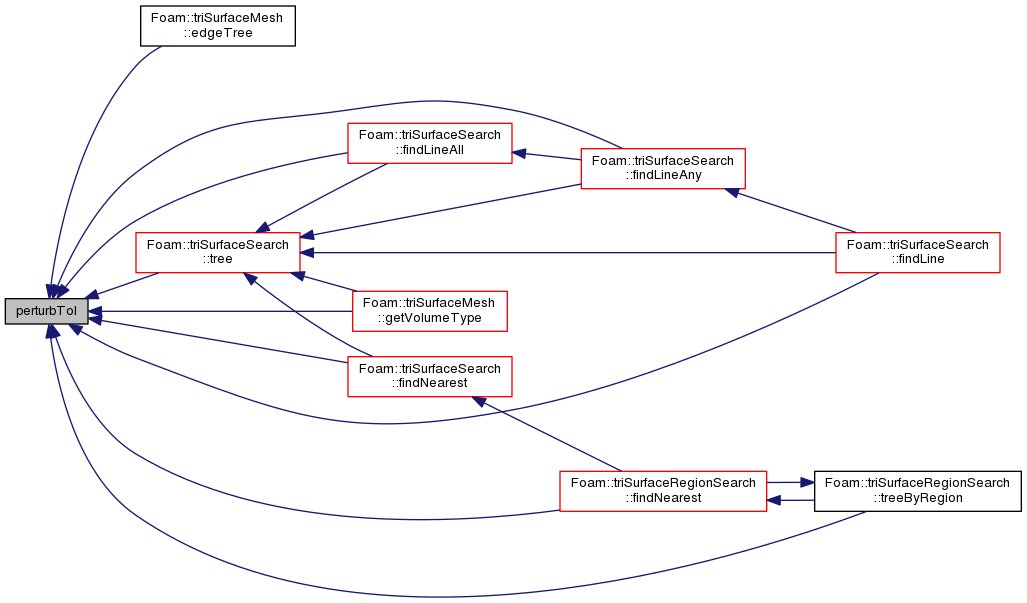 Foam::triSurfaceMesh
::edgeTree
Foam::triSurfaceSearch
::findLineAll
Foam::triSurfaceSearch
::findLineAny
Foam::triSurfaceSearch
::tree
Foam::triSurfaceSearch
::findLine
perturbTol
Foam::triSurfaceMesh
::getVolumeType
Foam::triSurfaceSearch
::findNearest
Foam::triSurfaceRegionSearch
::findNearest
Foam::triSurfaceRegionSearch
::treeByRegion